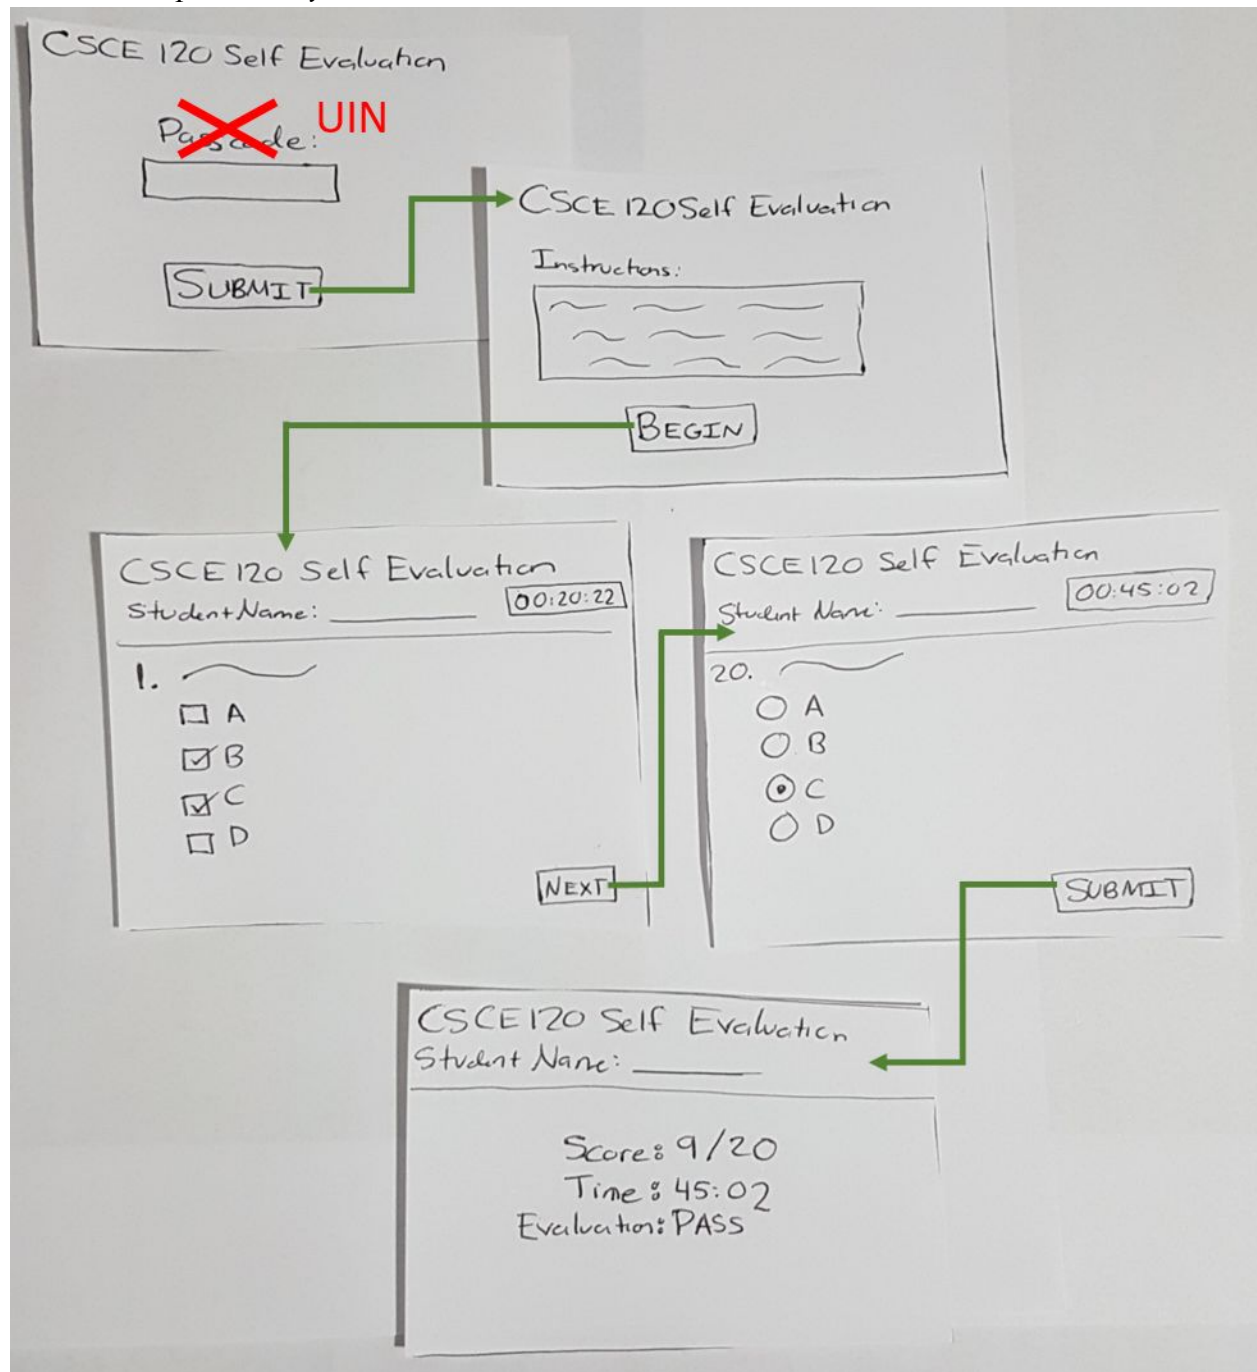 CSCE 120 Self Evaluation
Passcode: UIN
SUBMIT
CSCE 120 Self Evaluation
Instructions:
BEGIN
CSCE 120 Self Evaluation
Student Name: 00:20:22
1.
A
B
C
D
NEXT
CSCE 120 Self Evaluation
Student Name: 00:45:02
20.
A
B
C
D
SUBMIT
CSCE 120 Self Evaluation
Student Name:
Score: 9/20
Time: 45:02
Evaluation: PASS